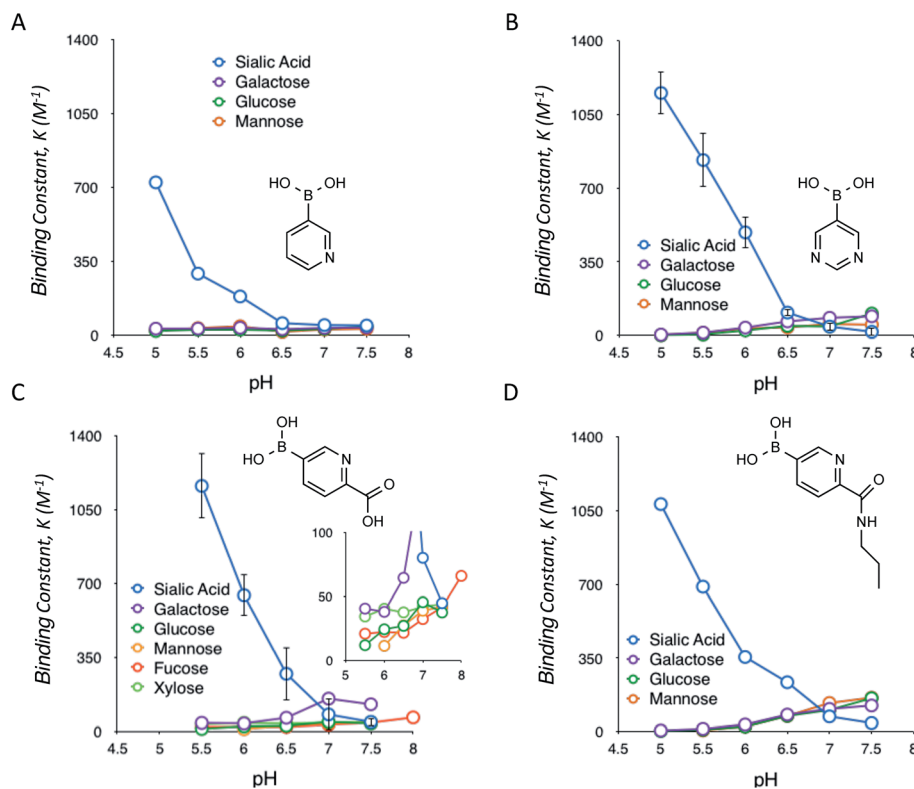 A
Binding Constant, K (M⁻¹)
1400
1050
700
350
0
4.5 5 5.5 6 6.5 7 7.5 8
pH
Sialic Acid
Galactose
Glucose
Mannose
HO OH
B
N
B
Binding Constant, K (M⁻¹)
1400
1050
700
350
0
4.5 5 5.5 6 6.5 7 7.5 8
pH
Sialic Acid
Galactose
Glucose
Mannose
HO OH
B
N N
C
Binding Constant, K (M⁻¹)
1400
1050
700
350
0
4.5 5 5.5 6 6.5 7 7.5 8
pH
Sialic Acid
Galactose
Glucose
Mannose
Fucose
Xylose
OH
HO B N
O
OH
100
50
0
5 6 7 8
D
Binding Constant, K (M⁻¹)
1400
1050
700
350
0
4.5 5 5.5 6 6.5 7 7.5 8
pH
Sialic Acid
Galactose
Glucose
Mannose
OH
HO B N
O
NH